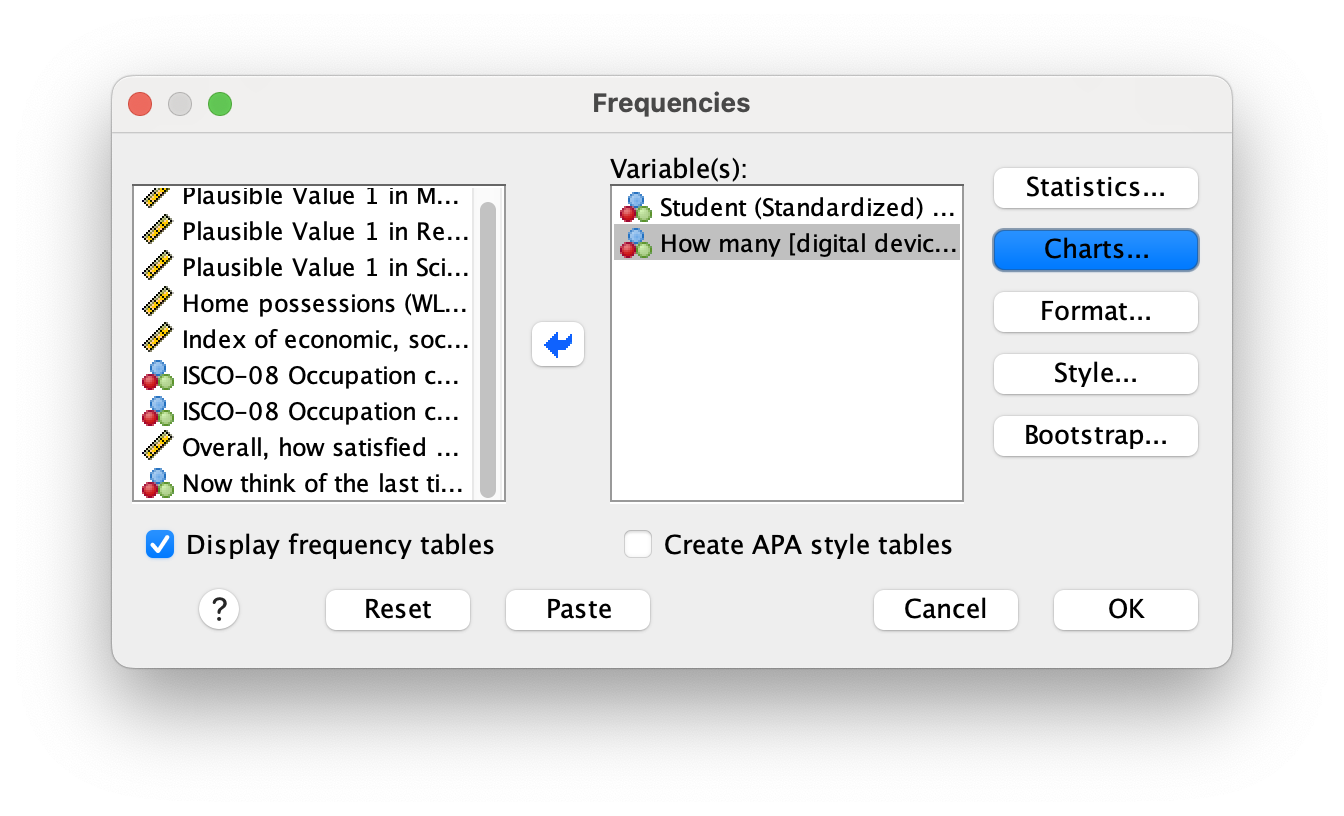 Frequencies
Variable(s):
Plausible Value 1 in M...
Plausible Value 1 in Re...
Plausible Value 1 in Sci...
Home possessions (WL...
Index of economic, soc...
ISCO-08 Occupation c...
ISCO-08 Occupation c...
Overall, how satisfied ...
Now think of the last ti...
Student (Standardized) ...
How many [digital devic...
Statistics...
Charts...
Format...
Style...
Bootstrap...
Display frequency tables
Create APA style tables
?
Reset
Paste
Cancel
OK